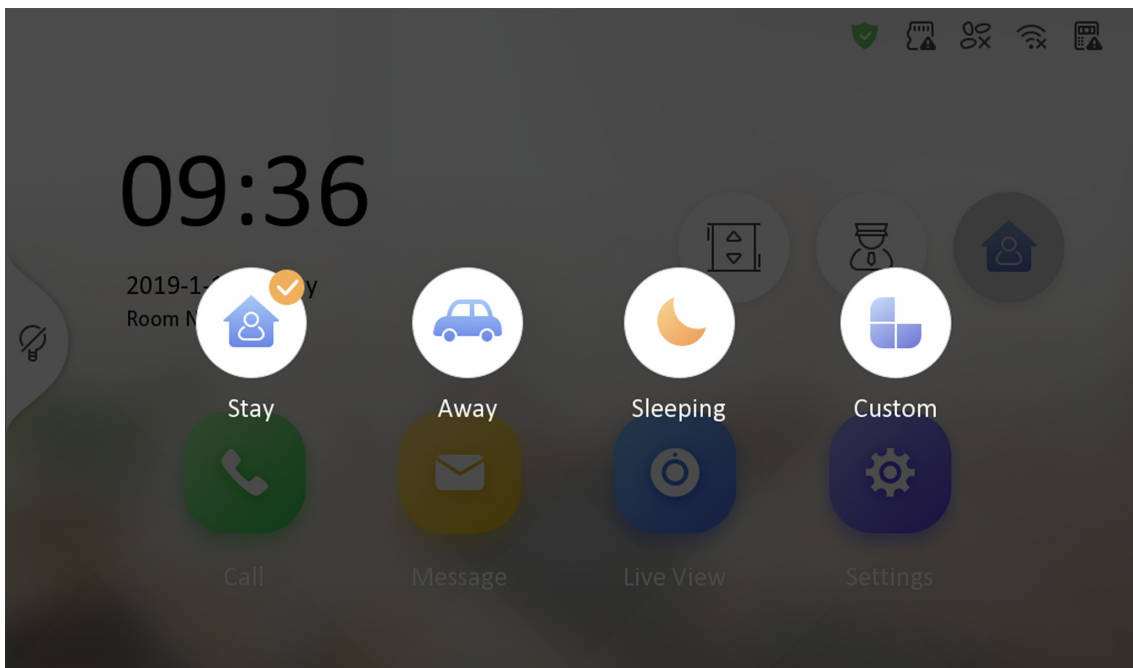 09:36
2019-1-
Room
Stay
Away
Sleeping
Custom
Call
Message
Live View
Settings